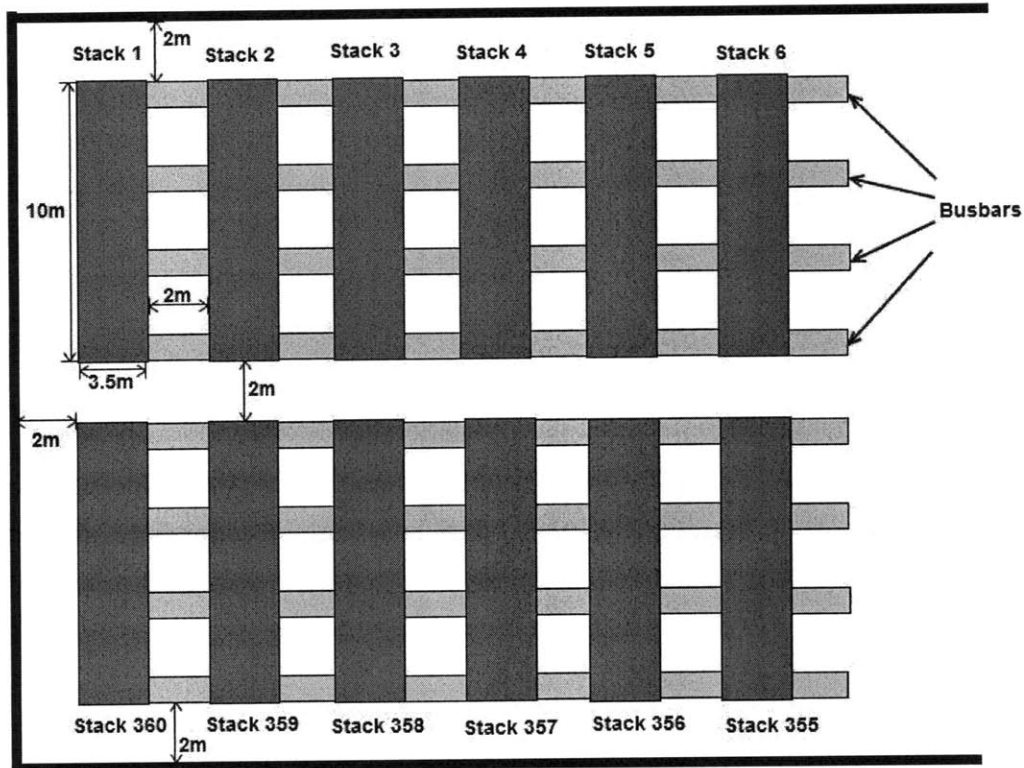 2m
Stack 1
Stack 2
Stack 3
Stack 4
Stack 5
Stack 6
10m
Busbars
2m
3.5m
2m
2m
Stack 360
Stack 359
Stack 358
Stack 357
Stack 356
Stack 355
2m